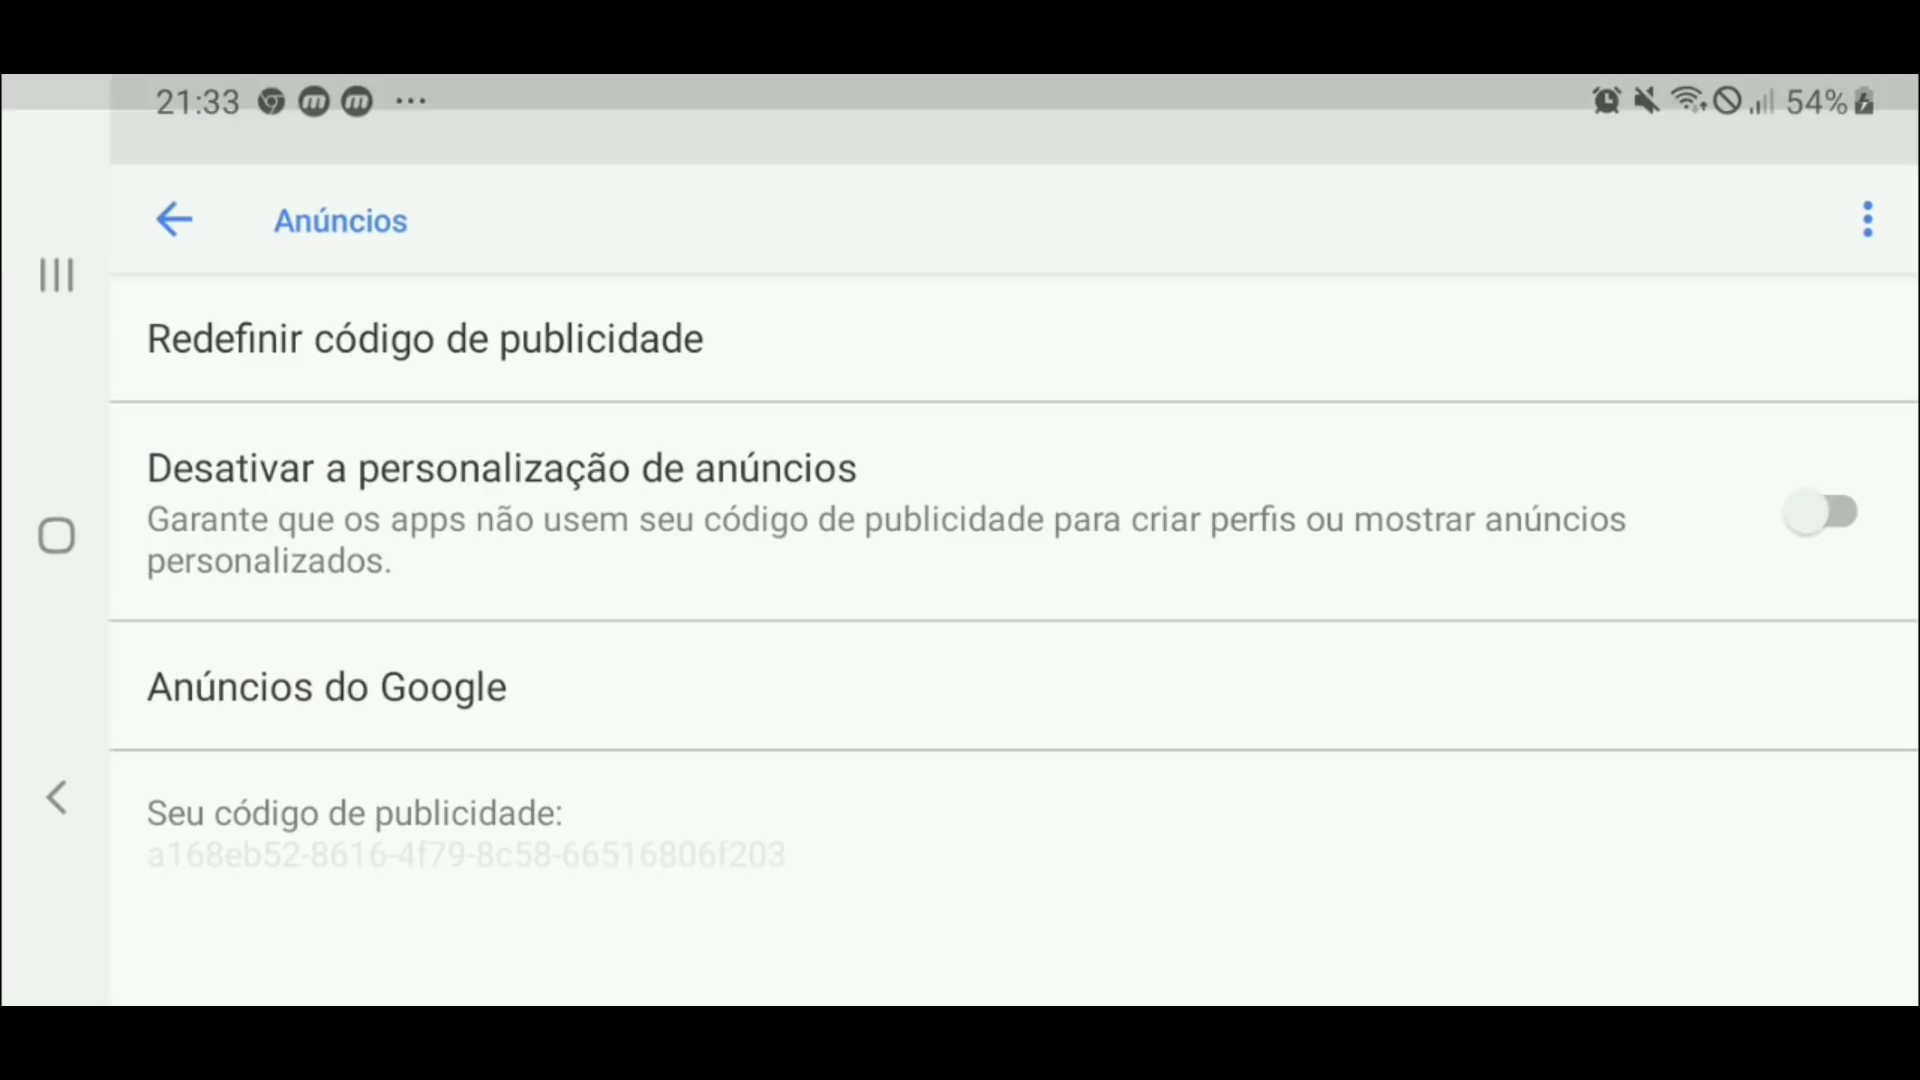 21:33
54%
Anúncios
Redefinir código de publicidade
Desativar a personalização de anúncios
Garante que os apps não usem seu código de publicidade para criar perfis ou mostrar anúncios
personalizados.
Anúncios do Google
Seu código de publicidade:
a168eb52-8616-4f79-8c58-66516806f203